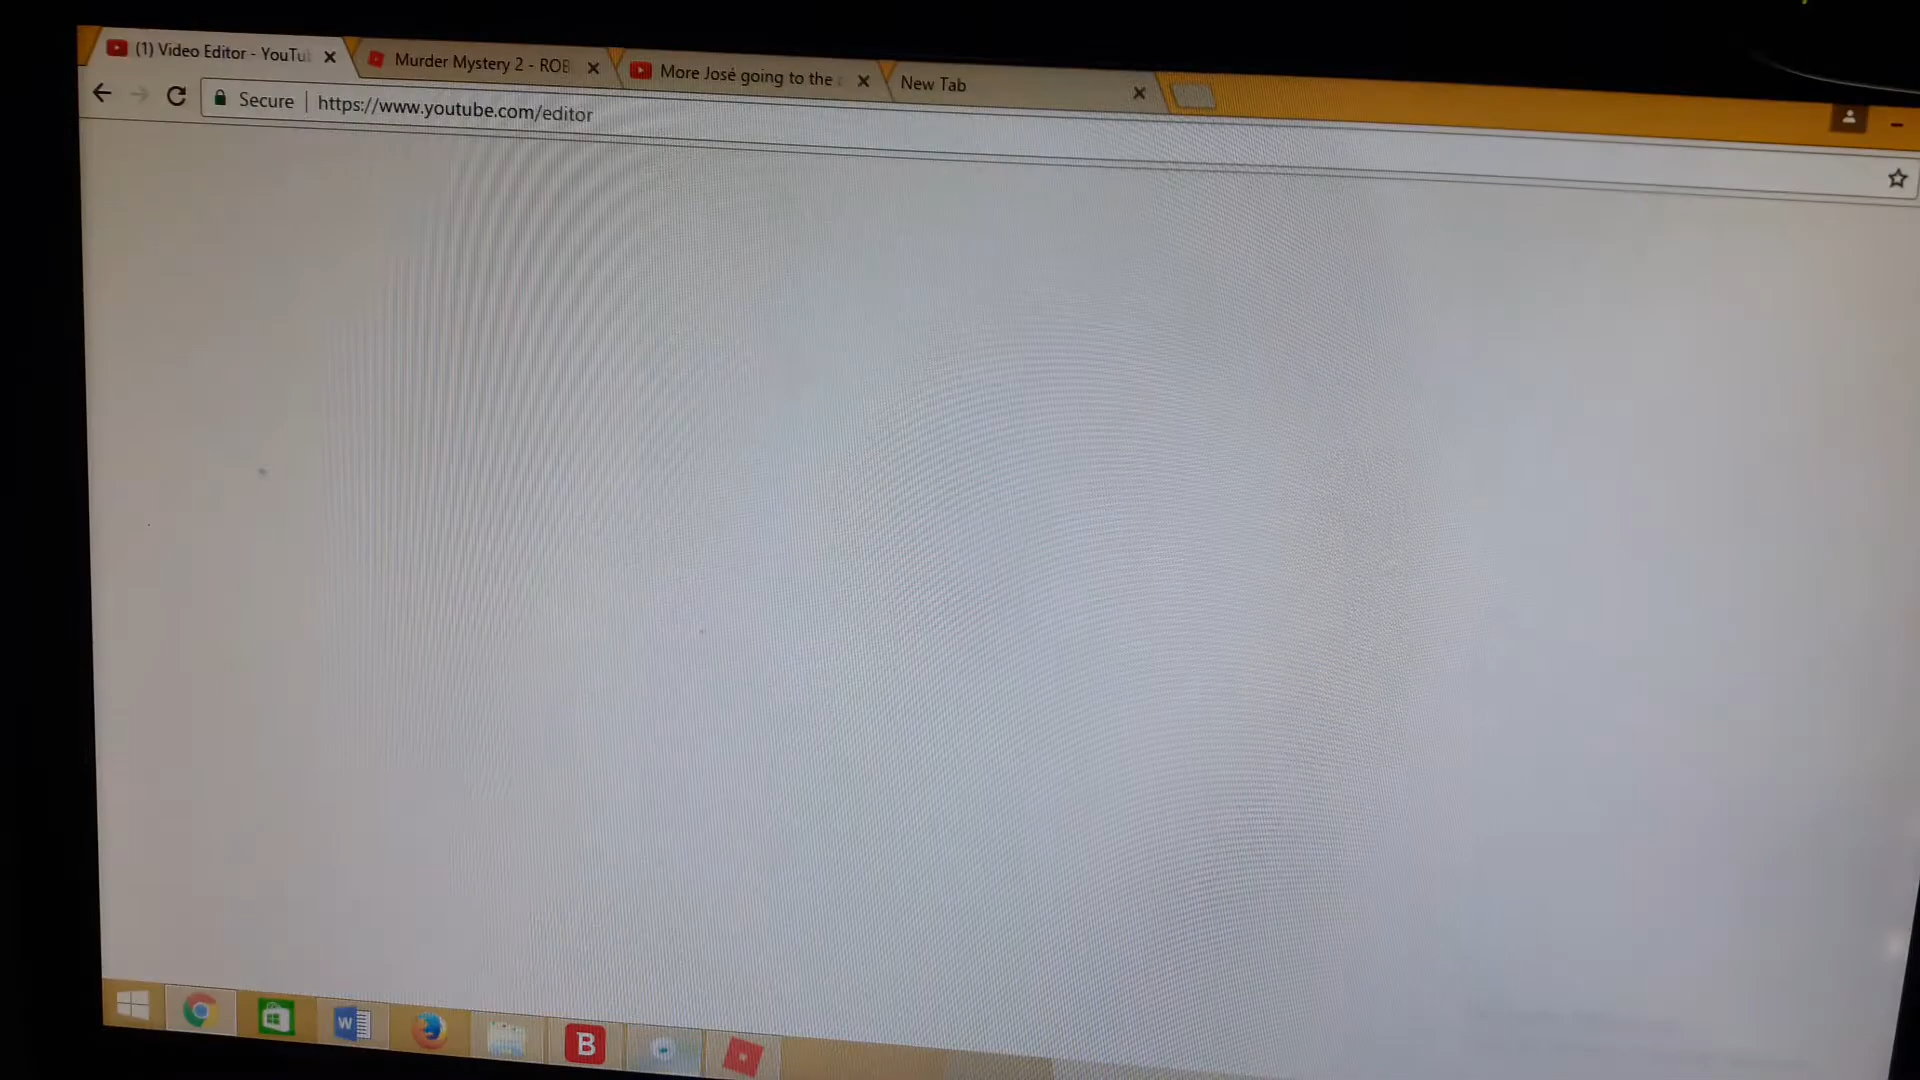 (1) Video Editor - YouTu
Murder Mystery 2 - ROB
More José going to the
New Tab
Secure | https://www.youtube.com/editor
W
B